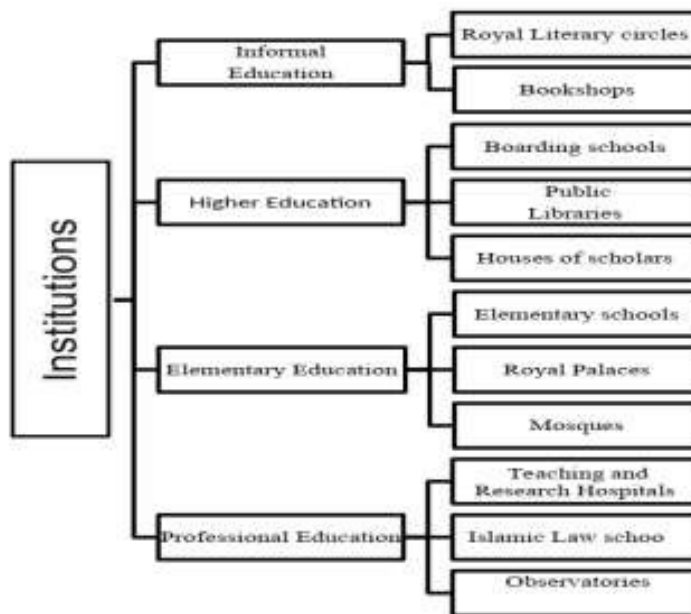 Institutions
Informal
Education
Royal Literary circles
Bookshops
Higher Education
Boarding schools
Public
Libraries
Houses of scholars
Elementary Education
Elementary schools
Royal Palaces
Mosques
Professional Education
Teaching and
Research Hospitals
Islamic Law schoo
Observatories